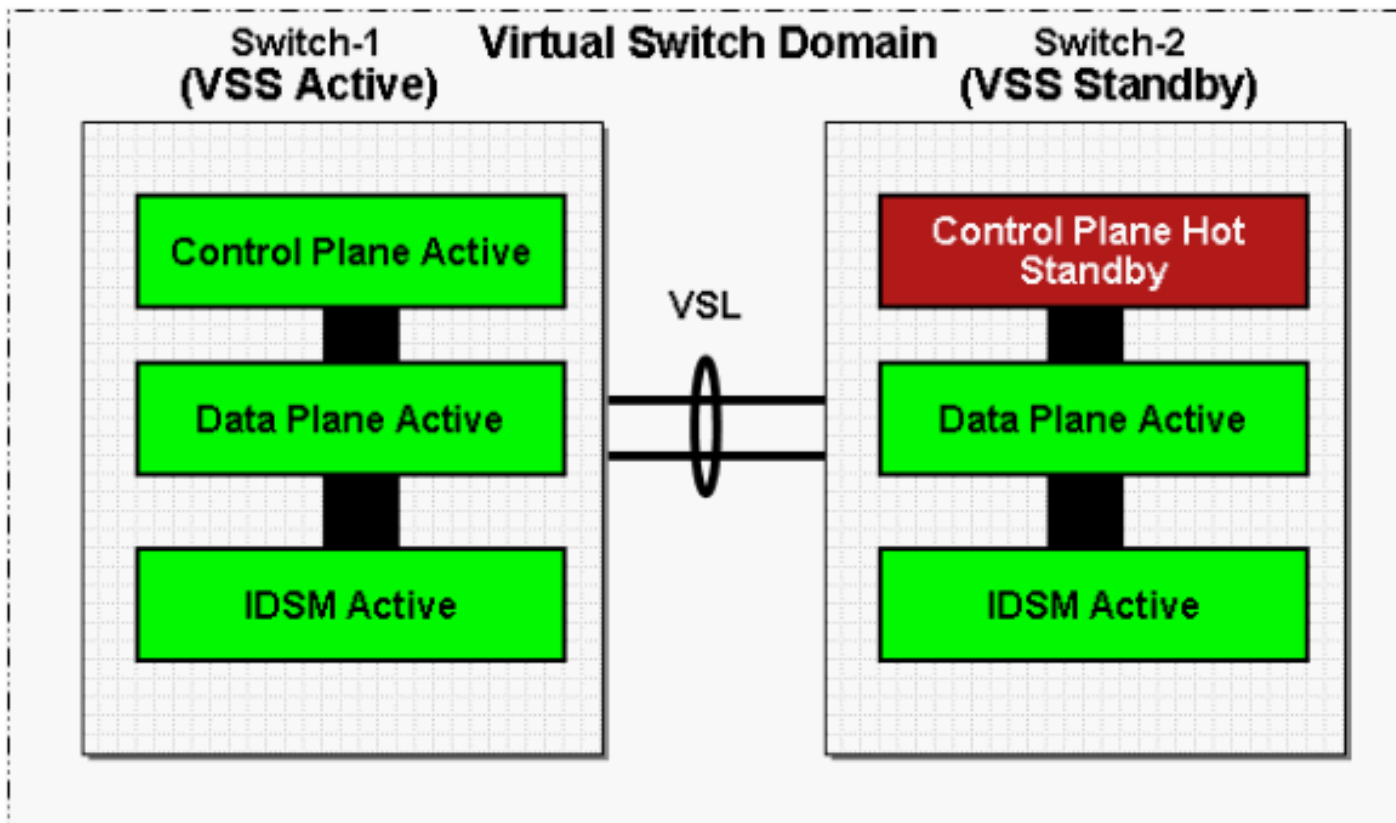 Virtual Switch Domain
Switch-1
(VSS Active)
Switch-2
(VSS Standby)
Control Plane Active
Data Plane Active
IDSM Active
VSL
Control Plane Hot
Standby
Data Plane Active
IDSM Active